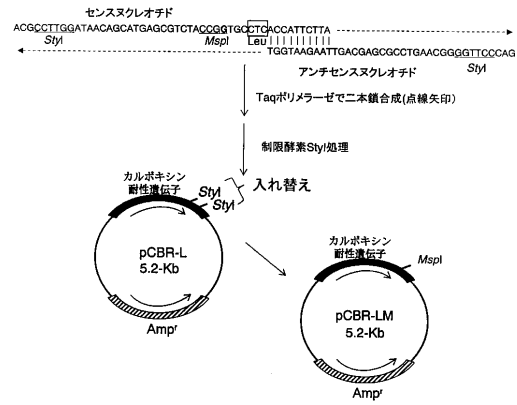 センスヌクレオチド
ACGCCTTGGATAACAGCATGAGCGTCTACCGGTGCCTCACCATTCTTA
StyI MspI Leu
TGGTAAGAATTGACGAGCGCCTGAACGGGGTTCCCAG
アンチセンスヌクレオチド StyI
Taqポリメラーゼで二本鎖合成(点線矢印)
制限酵素StyI処理
カルボキシン
耐性遺伝子
StyI
StyI
入れ替え
pCBR-L
5.2-Kb
Ampr
カルボキシン
耐性遺伝子
MspI
pCBR-LM
5.2-Kb
Ampr